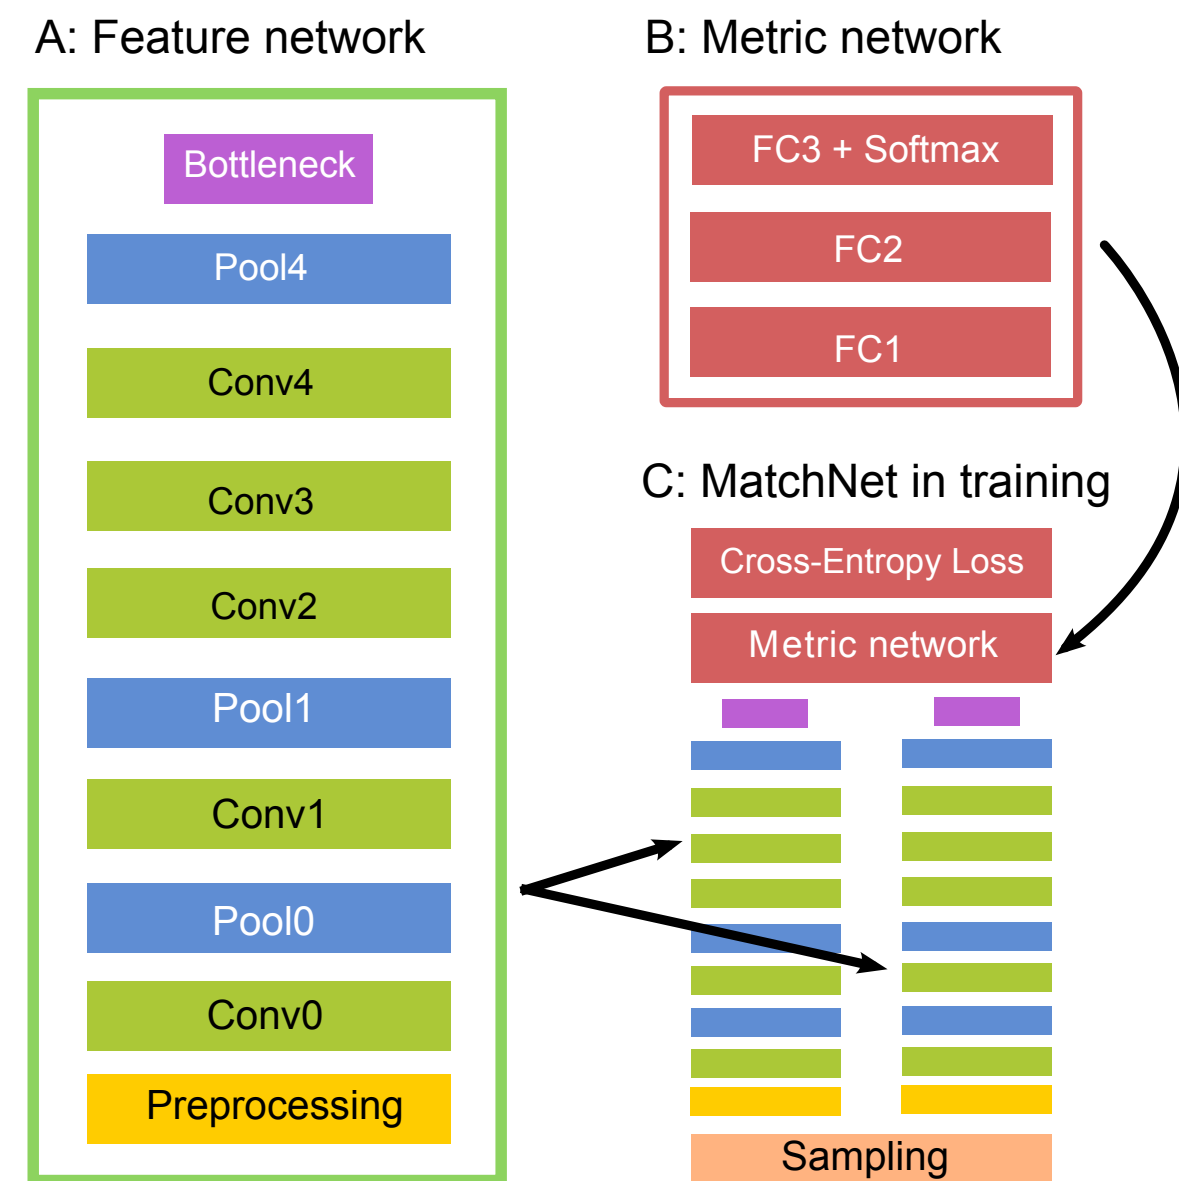 A: Feature network
Bottleneck
Pool4
Conv4
Conv3
Conv2
Pool1
Conv1
Pool0
Conv0
Preprocessing
B: Metric network
FC3 + Softmax
FC2
FC1
C: MatchNet in training
Cross-Entropy Loss
Metric network
Sampling